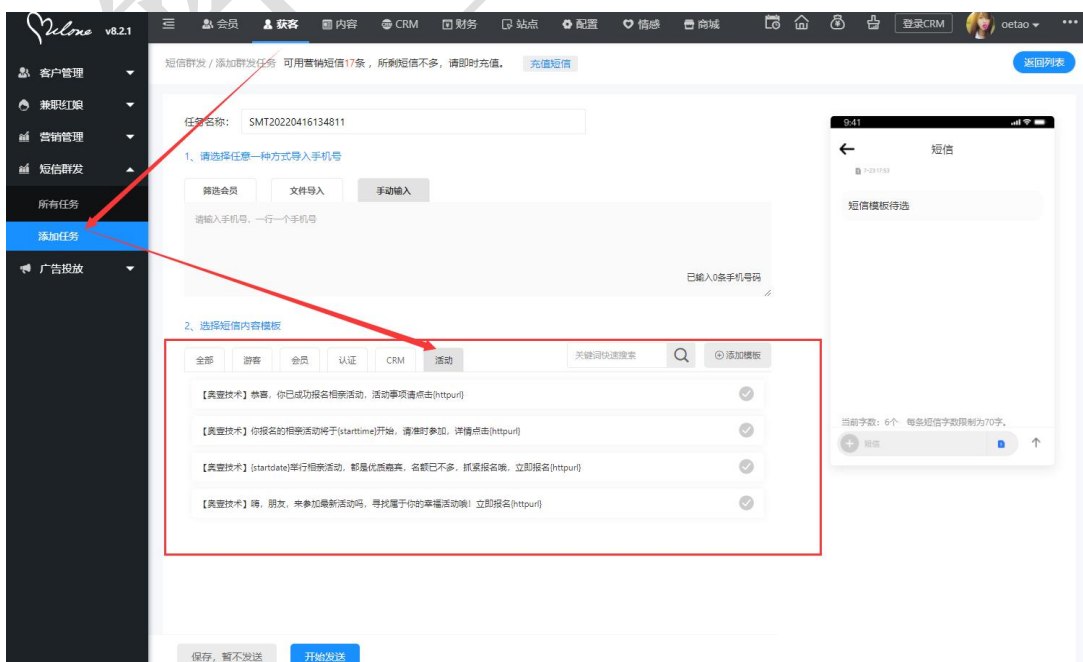 Velone v8.2.1
会员 获客 内容 CRM 财务 站点 配置 情感 商城 登录CRM oetao
客户管理
兼职红娘
营销管理
短信群发
所有任务
添加任务
广告投放
短信群发 / 添加群发任务 可用营销短信17条，所剩短信不多，请即时充值。 充值短信 返回列表
任务名称： SMT20220416134811
1、请选择任意一种方式导入手机号
筛选会员 文件导入 手动输入
请输入手机号，一行一个手机号
已输入0条手机号码
2、选择短信内容模板
全部 游客 会员 认证 CRM 活动 关键词快速搜索 添加模板
【奥壹技术】恭喜，你已成功报名相亲活动，活动事项请点击{httpurl}
【奥壹技术】你报名的相亲活动将于{starttime}开始，请准时参加，详情点击{httpurl}
【奥壹技术】{startdate}举行相亲活动，都是优质嘉宾，名额已不多，抓紧报名哦，立即报名{httpurl}
【奥壹技术】嗨，朋友，来参加最新活动吗，寻找属于你的幸福活动哦！立即报名{httpurl}
保存，暂不发送 开始发送
9:41
短信
短信模板待选
当前字数：6个 每条短信字数限制为70字。
短信